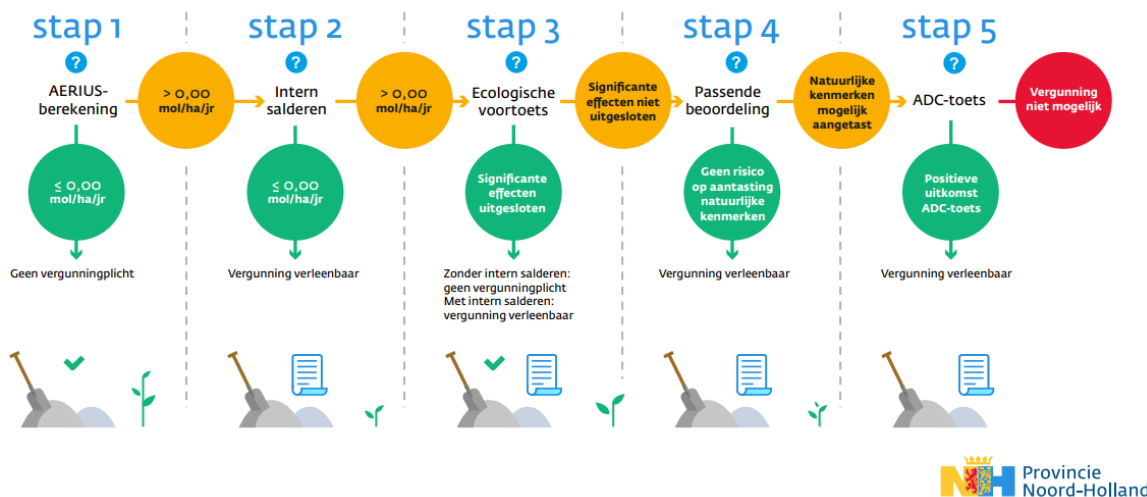 stap 1
stap 2
stap 3
stap 4
stap 5
?
?
?
?
?
AERIUS-
berekening
> 0,00
mol/ha/jr
Intern
salderen
> 0,00
mol/ha/jr
Ecologische
voortoets
Significante
effecten niet
uitgesloten
Passende
beoordeling
Natuurlijke
kenmerken
mogelijk
aangetast
ADC-toets
Vergunning
niet mogelijk
≤ 0,00
mol/ha/jr
≤ 0,00
mol/ha/jr
Significante
effecten
uitgesloten
Geen risico
op aantasting
natuurlijke
kenmerken
Positieve
uitkomst
ADC-toets
Geen vergunningplicht
Vergunning verleenbaar
Zonder intern salderen:
geen vergunningplicht
Met intern salderen:
vergunning verleenbaar
Vergunning verleenbaar
Vergunning verleenbaar
NH
Provincie
Noord-Holland